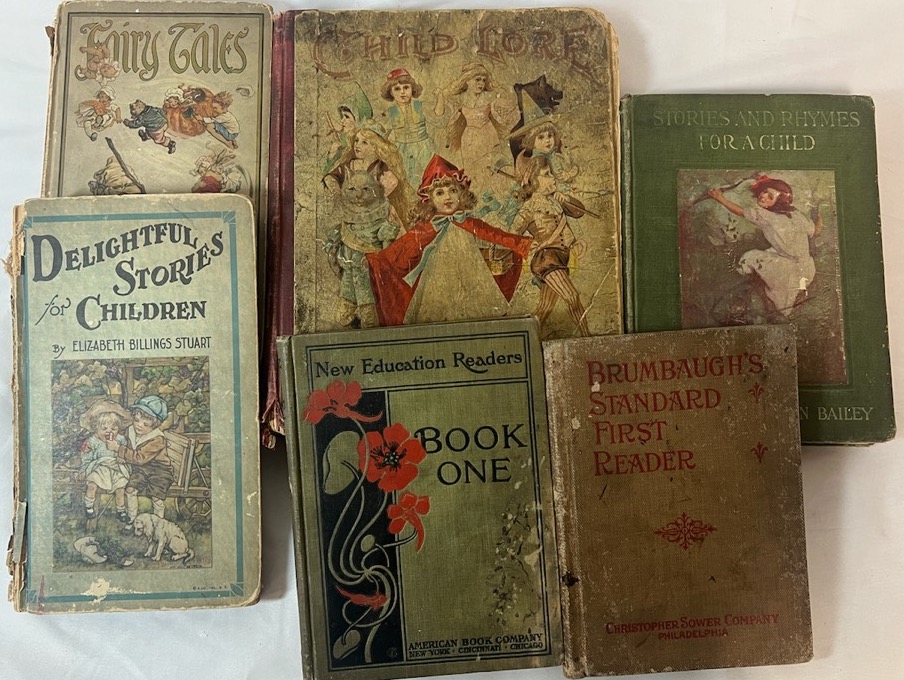 Fairy Tales
CHILD LORE
STORIES AND RHYMES
FOR A CHILD
BAILEY
DELIGHTFUL
STORIES
for CHILDREN
By ELIZABETH BILLINGS STUART
New Education Readers
BOOK
ONE
AMERICAN BOOK COMPANY
NEW YORK · CINCINNATI · CHICAGO
BRUMBAUGH'S
STANDARD
FIRST
READER
CHRISTOPHER SOWER COMPANY
PHILADELPHIA